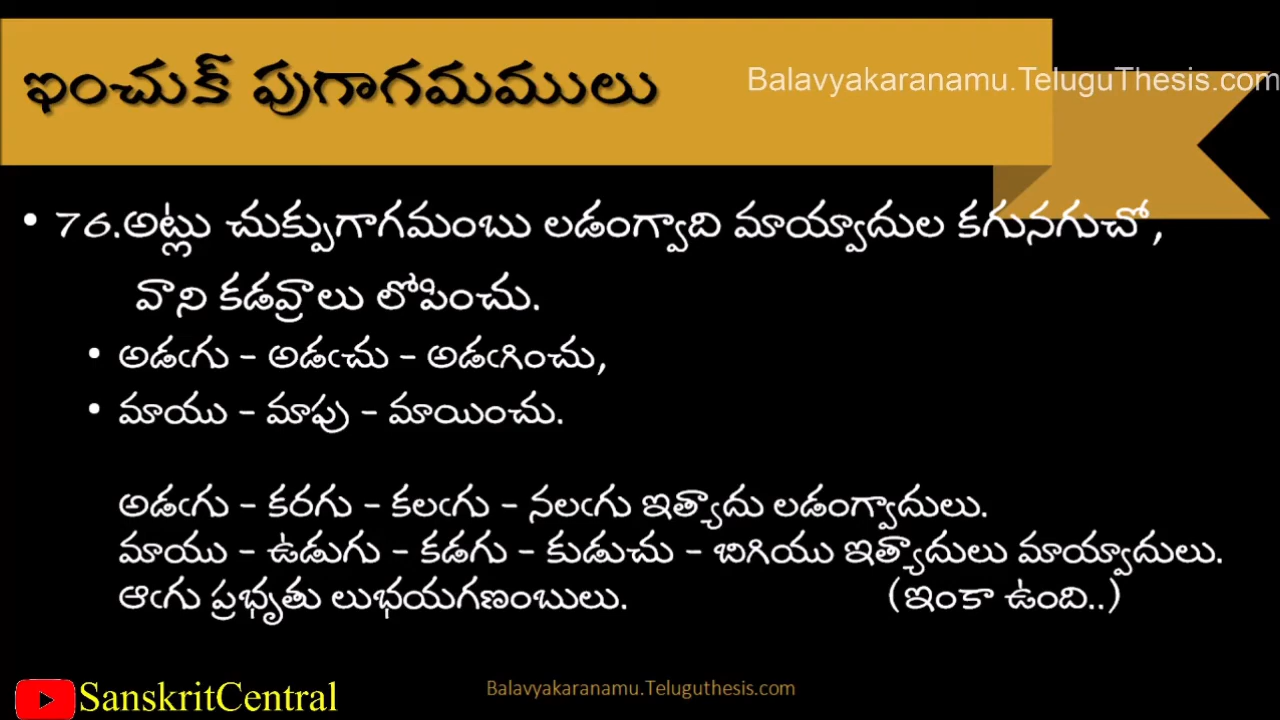 ఇంచుక్ పుగాగమములు
Balavyakaranamu.TeluguThesis.com
• 76.అట్లు చుక్పుగాగమంబు లడంగ్వాది మాయ్వాదుల కగునగుచో,
వాని కడవ్రాలు లోపించు.
• అడఁగు – అడఁచు – అడఁగించు,
• మాయు – మాపు – మాయించు.
అడఁగు – కరగు – కలఁగు – నలఁగు ఇత్యాదు లడంగ్వాదులు.
మాయు – ఉడుగు – కడగు – కుడుచు – బిగియు ఇత్యాదులు మాయ్వాదులు.
ఆఁగు ప్రభృతు లుభయగణంబులు. (ఇంకా ఉంది..)
SanskritCentral
Balavyakaranamu.Teluguthesis.com